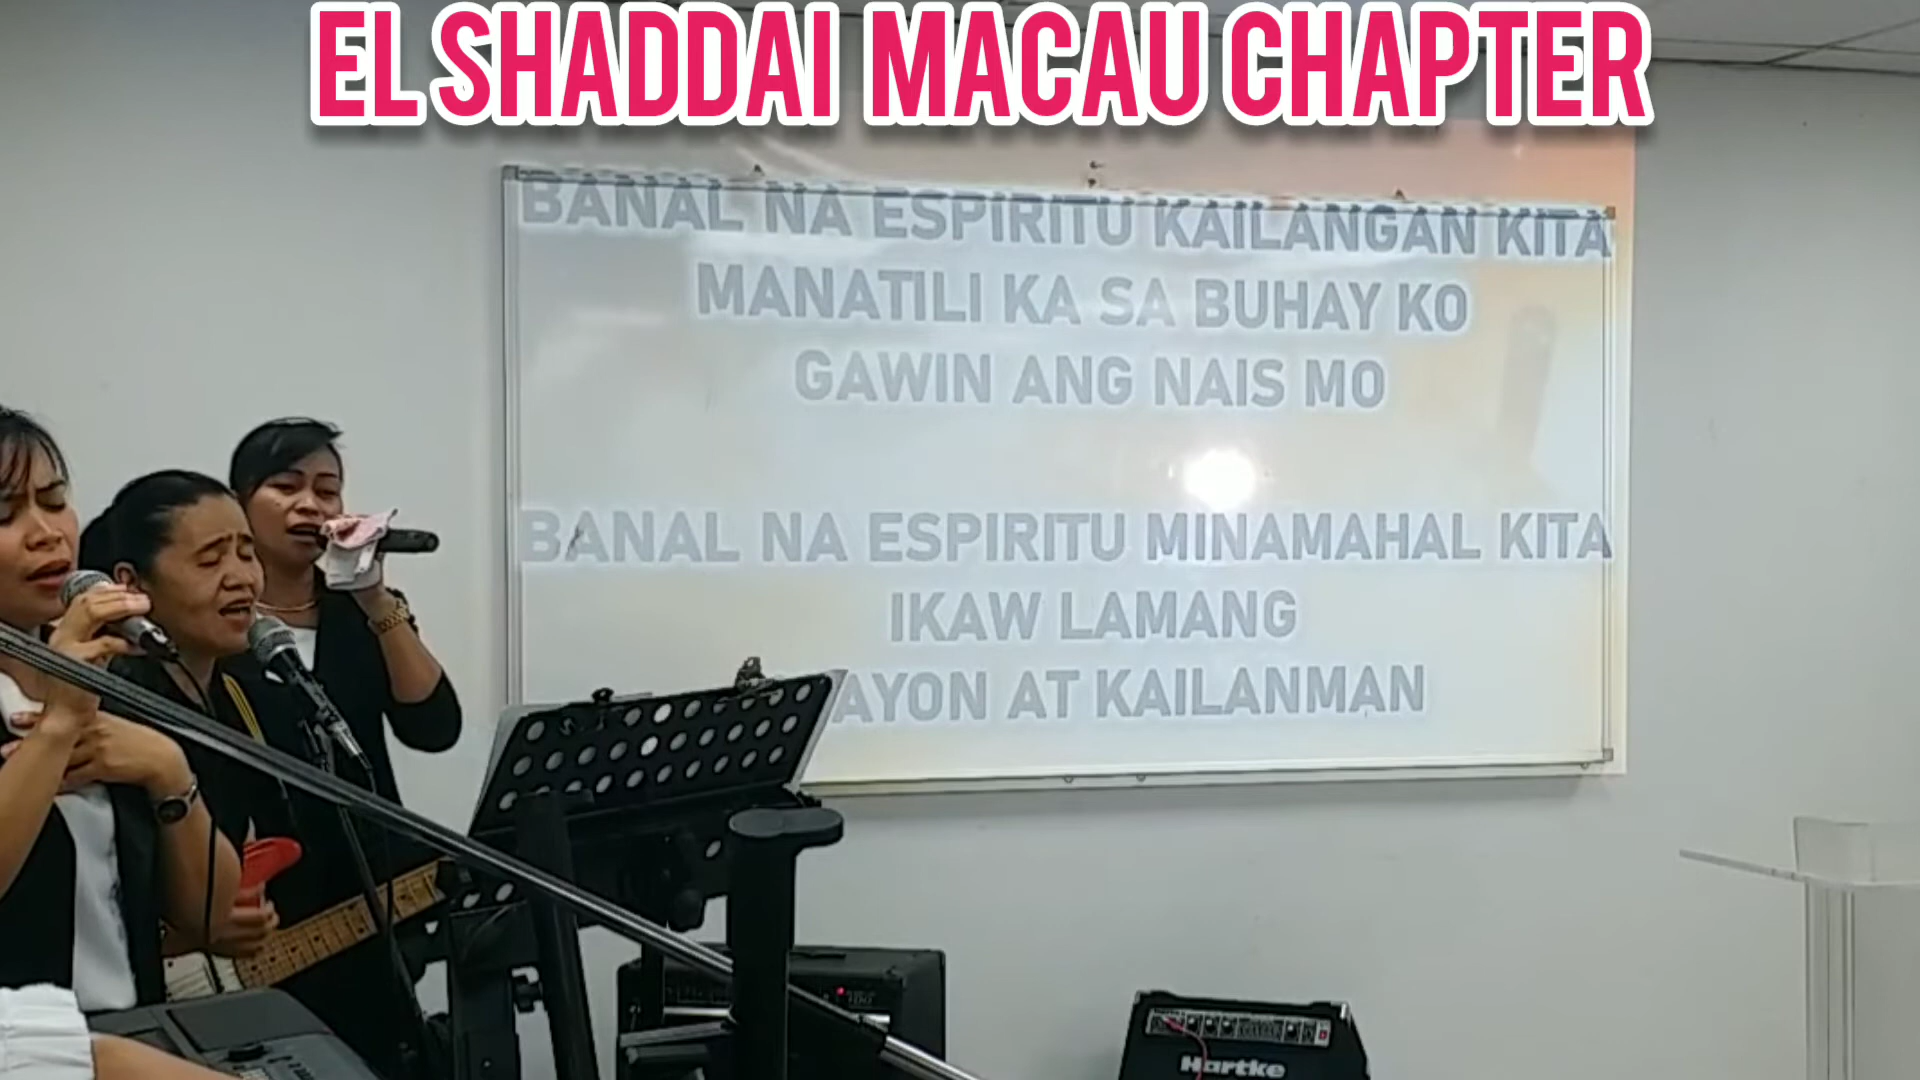 EL SHADDAI MACAU CHAPTER
BANAL NA ESPIRITU KAILANGAN KITA
MANATILI KA SA BUHAY KO
GAWIN ANG NAIS MO
BANAL NA ESPIRITU MINAMAHAL KITA
IKAW LAMANG
AT KAILANMAN
Hartke